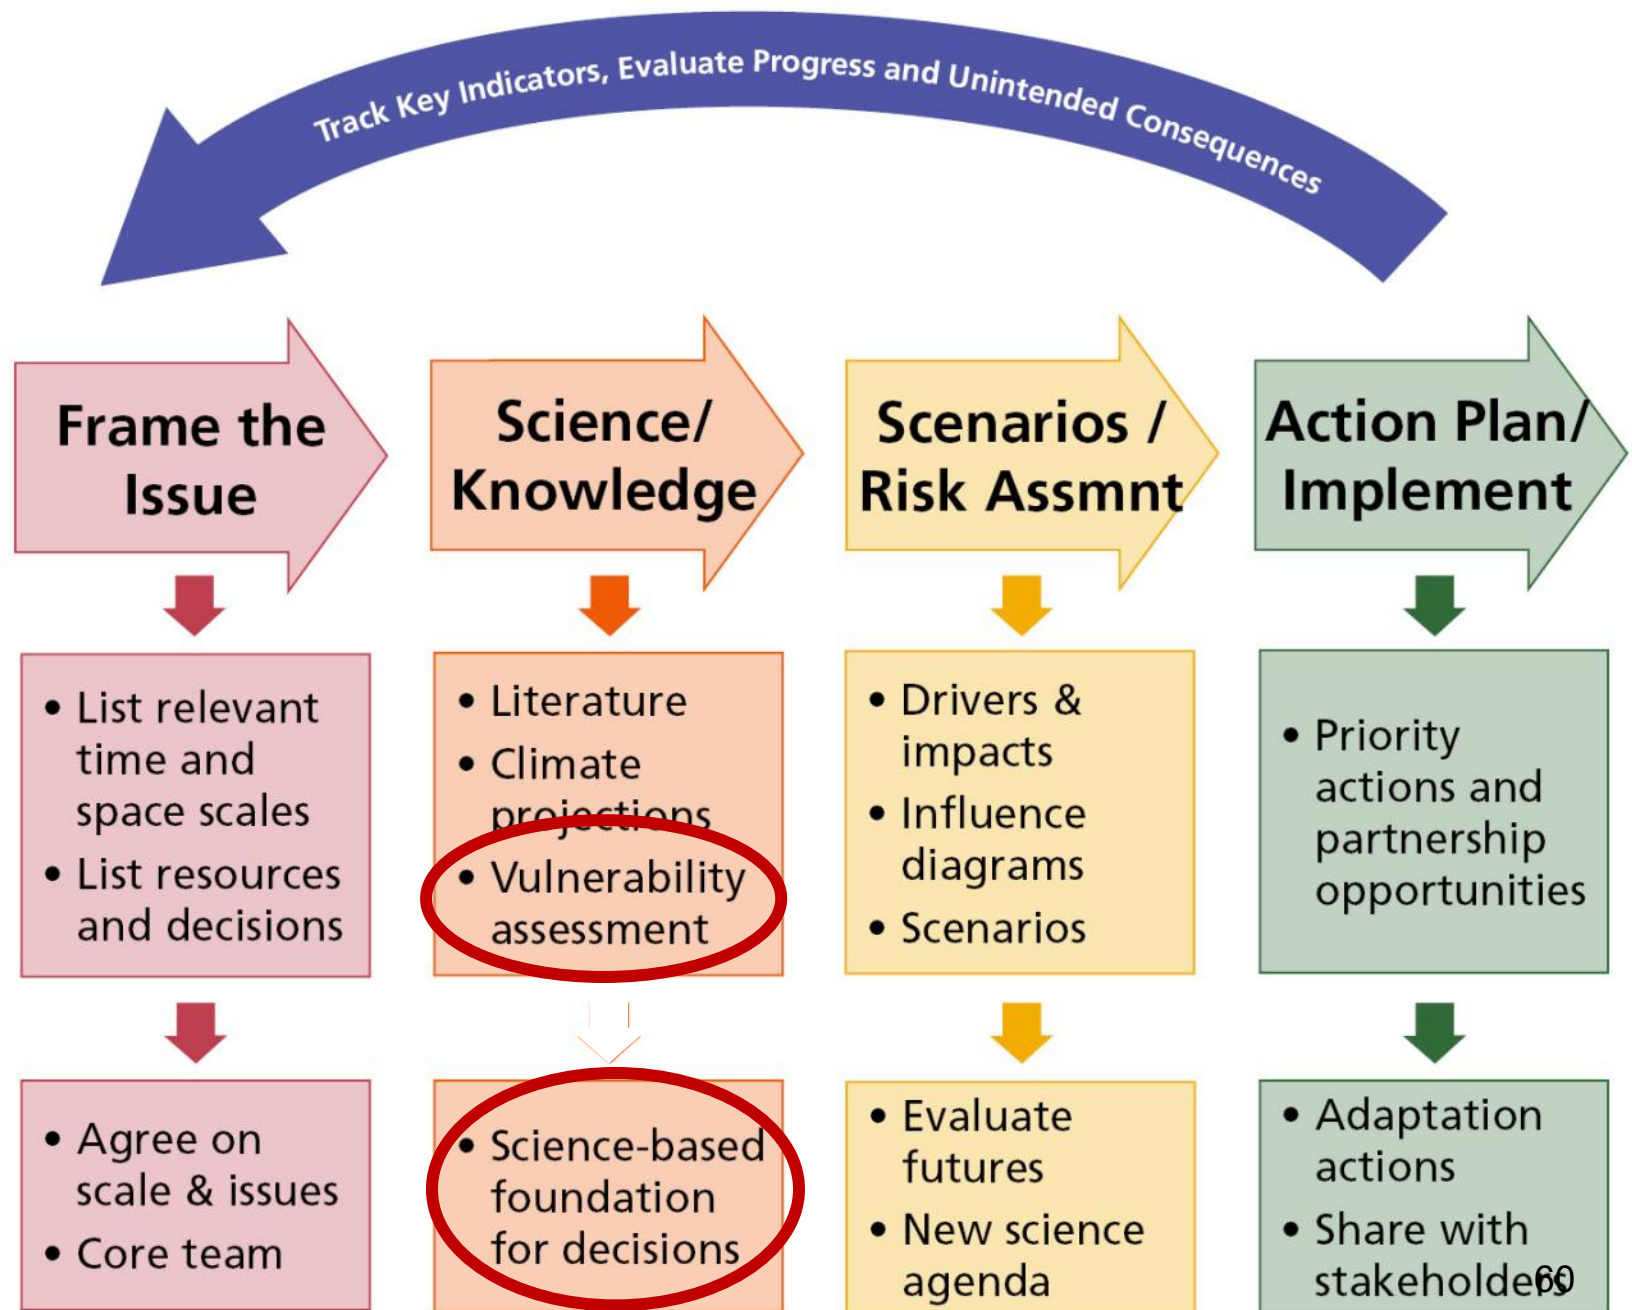 Track Key Indicators, Evaluate Progress and Unintended Consequences
Frame the
Issue
Science/
Knowledge
Scenarios /
Risk Assmnt
Action Plan/
Implement
• List relevant
time and
space scales
• List resources
and decisions
• Literature
• Climate
projections
• Vulnerability
assessment
• Drivers &
impacts
• Influence
diagrams
• Scenarios
• Priority
actions and
partnership
opportunities
• Agree on
scale & issues
• Core team
• Science-based
foundation
for decisions
• Evaluate
futures
• New science
agenda
• Adaptation
actions
• Share with
stakeholders
60